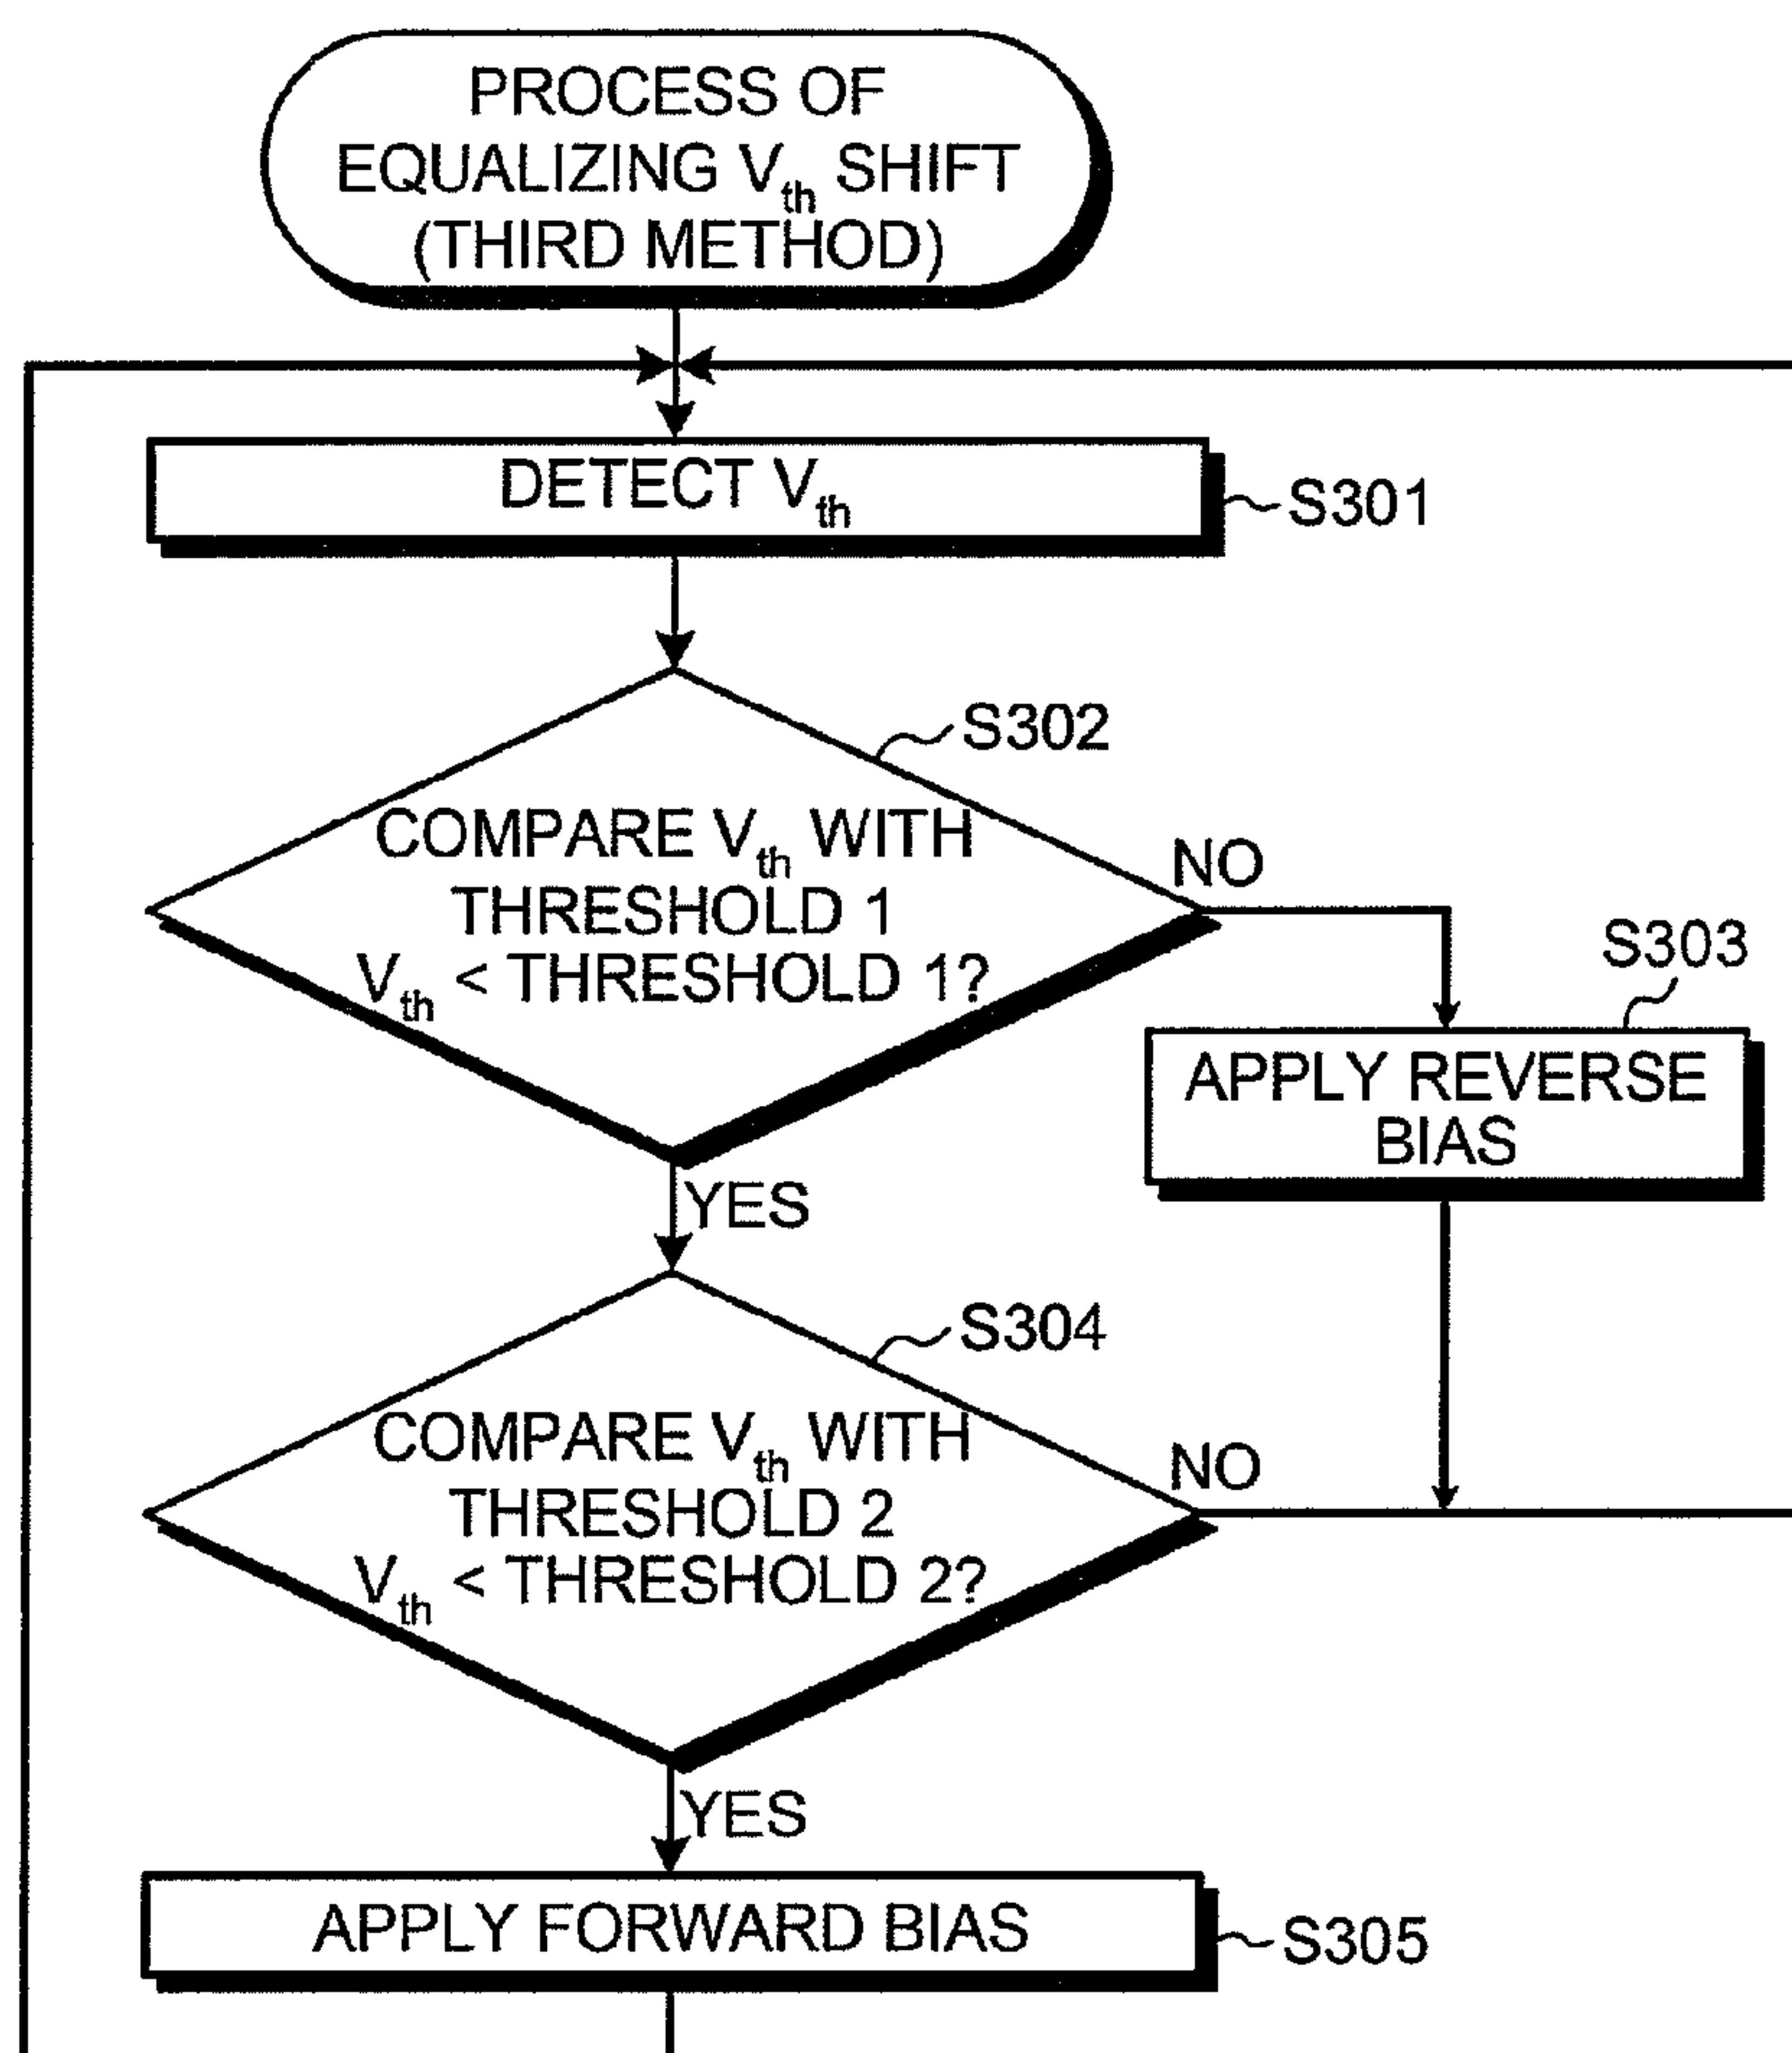 PROCESS OF
EQUALIZING Vth SHIFT
(THIRD METHOD)
DETECT Vth
S301
S302
COMPARE Vth WITH
THRESHOLD 1
Vth < THRESHOLD 1?
NO
S303
APPLY REVERSE
BIAS
YES
S304
COMPARE Vth WITH
THRESHOLD 2
Vth < THRESHOLD 2?
NO
YES
APPLY FORWARD BIAS
S305